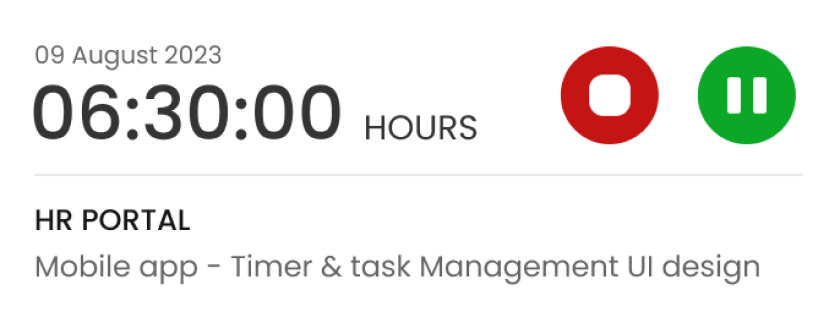 09 August 2023
06:30:00 HOURS
HR PORTAL
Mobile app - Timer & task Management UI design